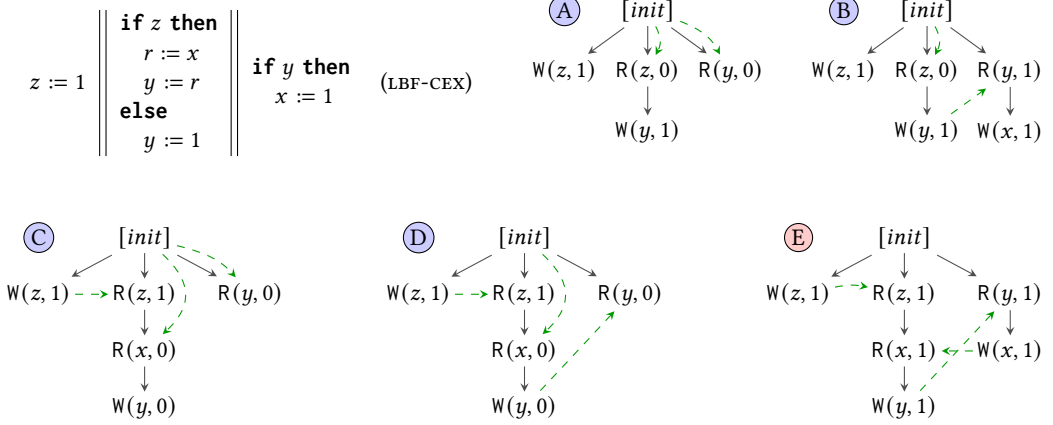 z := 1
if z then
r := x
y := r
else
y := 1
if y then
x := 1
(LBF-CEX)
A
[init]
W(z, 1) R(z, 0) R(y, 0)
W(y, 1)
B
[init]
W(z, 1) R(z, 0) R(y, 1)
W(y, 1) W(x, 1)
C
[init]
W(z, 1) R(z, 1) R(y, 0)
R(x, 0)
W(y, 0)
D
[init]
W(z, 1) R(z, 1) R(y, 0)
R(x, 0)
W(y, 0)
E
[init]
W(z, 1) R(z, 1) R(y, 1)
R(x, 1) W(x, 1)
W(y, 1)